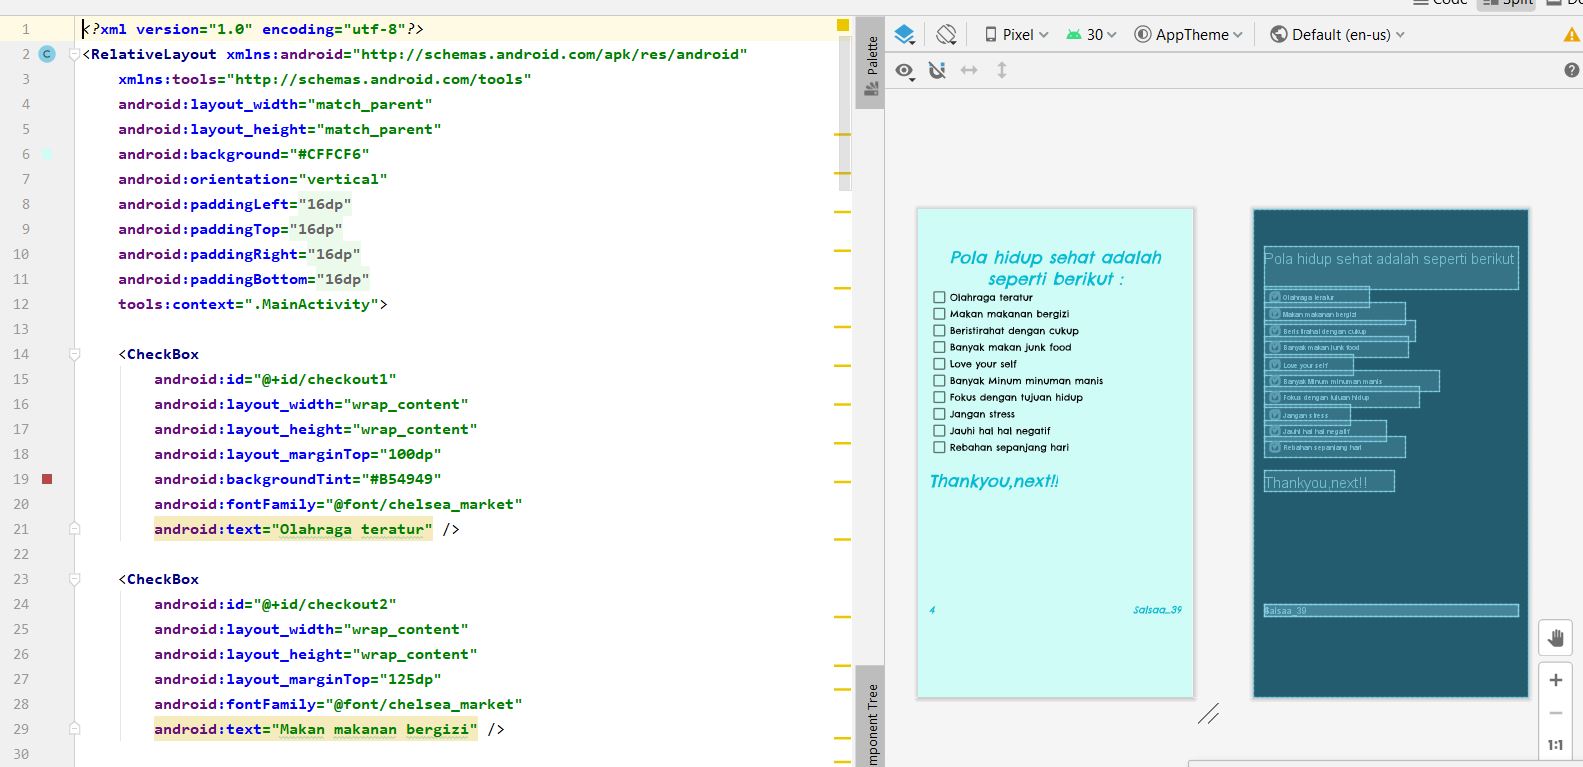 Code Split
Palette
Pixel 30 AppTheme Default (en-us)
1 <?xml version="1.0" encoding="utf-8"?>
2 C <RelativeLayout xmlns:android="http://schemas.android.com/apk/res/android"
3 xmlns:tools="http://schemas.android.com/tools"
4 android:layout_width="match_parent"
5 android:layout_height="match_parent"
6 android:background="#CFFCF6"
7 android:orientation="vertical"
8 android:paddingLeft="16dp"
9 android:paddingTop="16dp"
10 android:paddingRight="16dp"
11 android:paddingBottom="16dp"
12 tools:context=".MainActivity">
13
14 <CheckBox
15 android:id="@+id/checkout1"
16 android:layout_width="wrap_content"
17 android:layout_height="wrap_content"
18 android:layout_marginTop="100dp"
19 android:backgroundTint="#B54949"
20 android:fontFamily="@font/chelsea_market"
21 android:text="Olahraga teratur" />
22
23 <CheckBox
24 android:id="@+id/checkout2"
25 android:layout_width="wrap_content"
26 android:layout_height="wrap_content"
27 android:layout_marginTop="125dp"
28 android:fontFamily="@font/chelsea_market"
29 android:text="Makan makanan bergizi" />
30
Pola hidup sehat adalah
seperti berikut :
Olahraga teratur
Makan makanan bergizi
Beristirahat dengan cukup
Banyak makan junk food
Love your self
Banyak Minum minuman manis
Fokus dengan tujuan hidup
Jangan stress
Jauhi hal hal negatif
Rebahan sepanjang hari
Thankyou,next!!
4 Salsaa_39
Pola hidup sehat adalah seperti berikut
Olahraga teratur
Makan makanan bergizi
Beristirahat dengan cukup
Banyak makan junk food
Love your self
Banyak Minum minuman manis
Fokus dengan tujuan hidup
Jangan stress
Jauhi hal hal negatif
Rebahan sepanjang hari
Thankyou,next!!
Salsaa_39
mponent Tree
1:1